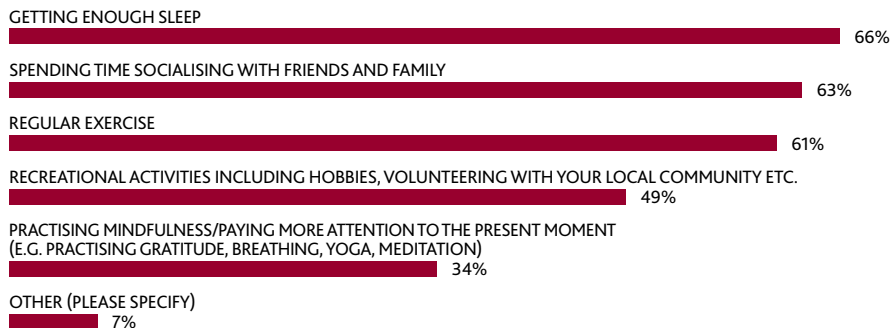 GETTING ENOUGH SLEEP
66%
SPENDING TIME SOCIALISING WITH FRIENDS AND FAMILY
63%
REGULAR EXERCISE
61%
RECREATIONAL ACTIVITIES INCLUDING HOBBIES, VOLUNTEERING WITH YOUR LOCAL COMMUNITY ETC.
49%
PRACTISING MINDFULNESS/PAYING MORE ATTENTION TO THE PRESENT MOMENT
(E.G. PRACTISING GRATITUDE, BREATHING, YOGA, MEDITATION)
34%
OTHER (PLEASE SPECIFY)
7%